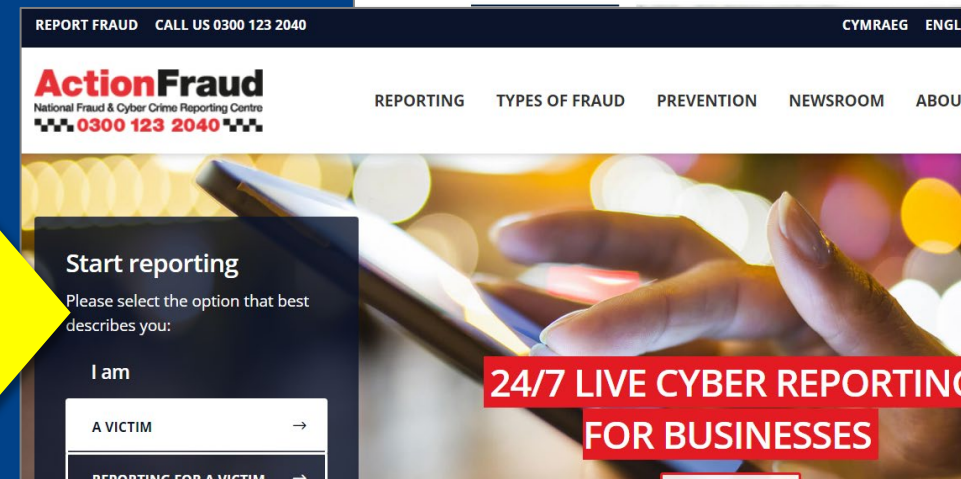 REPORT FRAUD CALL US 0300 123 2040 CYMRAEG
ActionFraud
National Fraud & Cyber Crime Reporting Centre
0300 123 2040
REPORTING TYPES OF FRAUD PREVENTION NEWSROOM
Start reporting
Please select the option that best
describes you:
I am
A VICTIM →
REPORTING FOR A VICTIM →
24/7 LIVE CYBER REPORTING
FOR BUSINESSES